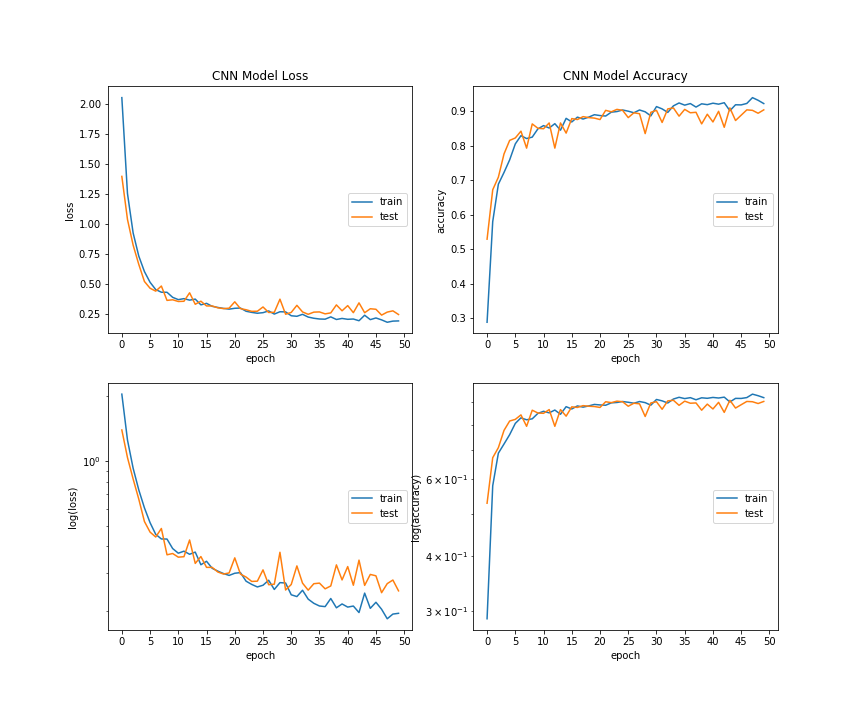 CNN Model Loss
loss
2.00
1.75
1.50
1.25
1.00
0.75
0.50
0.25
train
test
0 5 10 15 20 25 30 35 40 45 50
epoch
CNN Model Accuracy
accuracy
0.9
0.8
0.7
0.6
0.5
0.4
0.3
train
test
0 5 10 15 20 25 30 35 40 45 50
epoch
log(loss)
10⁰
train
test
0 5 10 15 20 25 30 35 40 45 50
epoch
log(accuracy)
6 × 10⁻¹
4 × 10⁻¹
3 × 10⁻¹
train
test
0 5 10 15 20 25 30 35 40 45 50
epoch